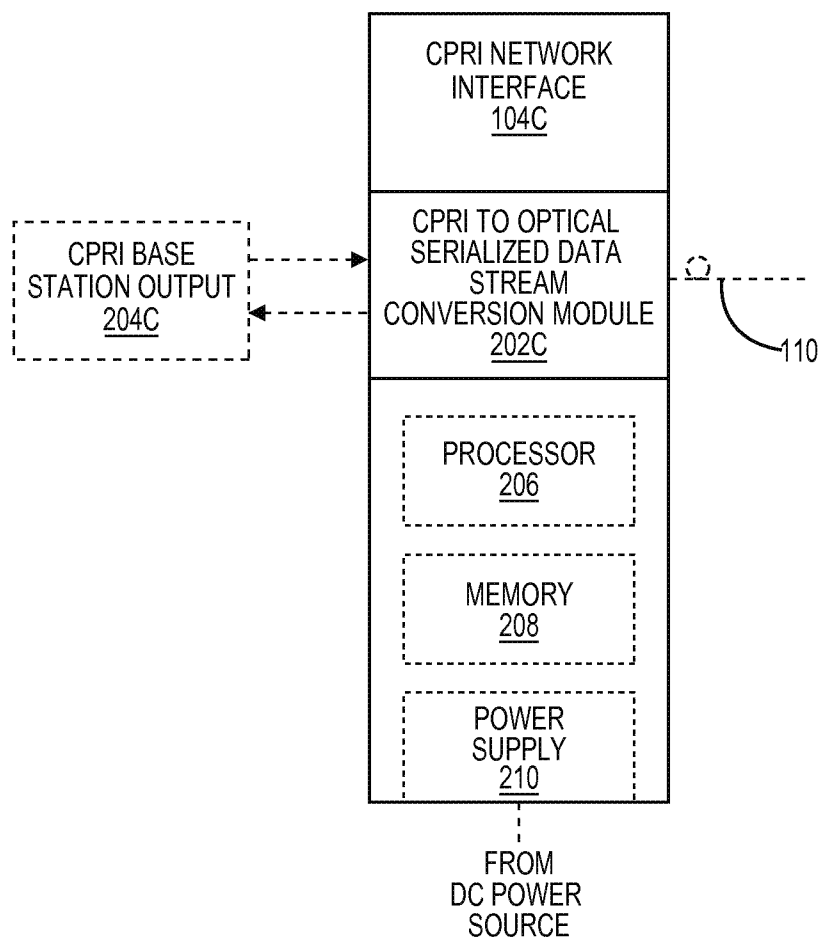 CPRI NETWORK
INTERFACE
104C
CPRI BASE
STATION OUTPUT
204C
CPRI TO OPTICAL
SERIALIZED DATA
STREAM
CONVERSION MODULE
202C
110
PROCESSOR
206
MEMORY
208
POWER
SUPPLY
210
FROM
DC POWER
SOURCE